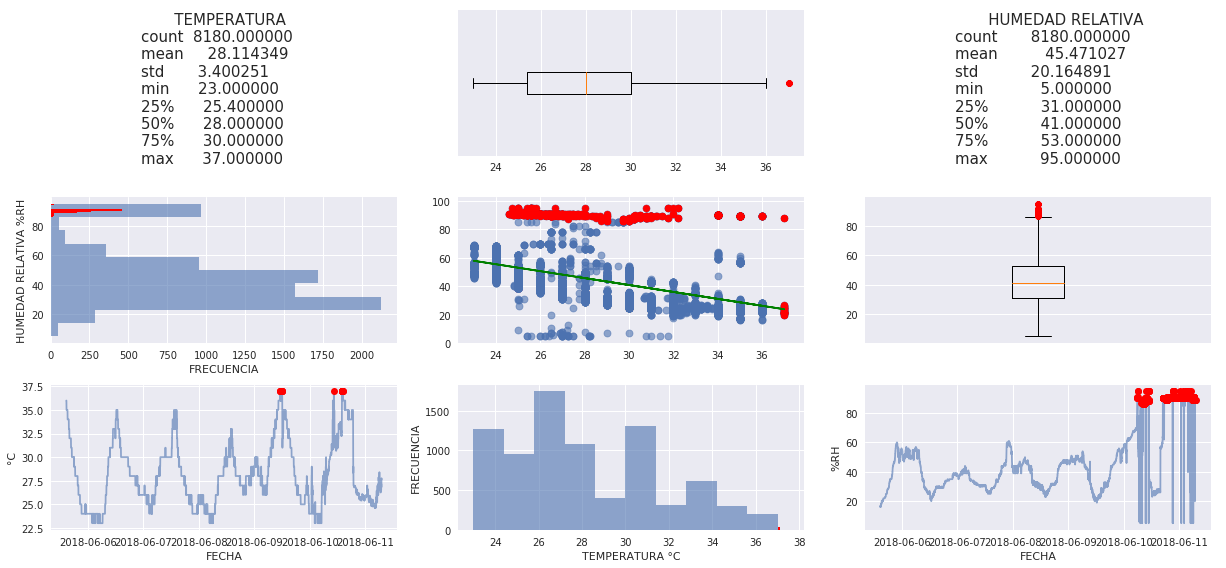 TEMPERATURA
count 8180.000000
mean 28.114349
std 3.400251
min 23.000000
25% 25.400000
50% 28.000000
75% 30.000000
max 37.000000
24 26 28 30 32 34 36
HUMEDAD RELATIVA
count 8180.000000
mean 45.471027
std 20.164891
min 5.000000
25% 31.000000
50% 41.000000
75% 53.000000
max 95.000000
HUMEDAD RELATIVA %RH
80
60
40
20
0 250 500 750 1000 1250 1500 1750 2000
FRECUENCIA
100
80
60
40
20
0
24 26 28 30 32 34 36
80
60
40
20
°C
37.5
35.0
32.5
30.0
27.5
25.0
22.5
2018-06-06 2018-06-07 2018-06-08 2018-06-09 2018-06-10 2018-06-11
FECHA
FRECUENCIA
1500
1000
500
0
24 26 28 30 32 34 36 38
TEMPERATURA °C
%RH
80
60
40
20
2018-06-06 2018-06-07 2018-06-08 2018-06-09 2018-06-10 2018-06-11
FECHA